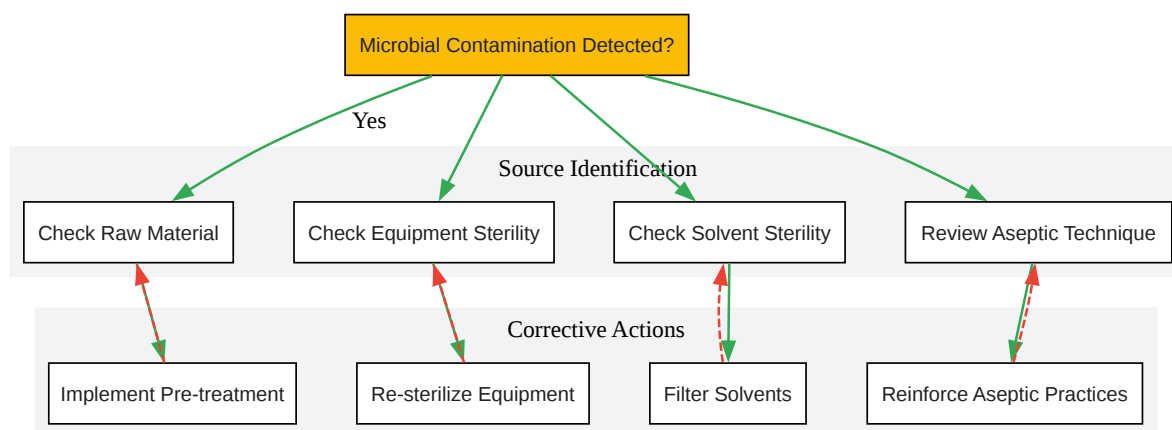 Microbial Contamination Detected?
Yes
Source Identification
Check Raw Material
Check Equipment Sterility
Check Solvent Sterility
Review Aseptic Technique
Corrective Actions
Implement Pre-treatment
Re-sterilize Equipment
Filter Solvents
Reinforce Aseptic Practices